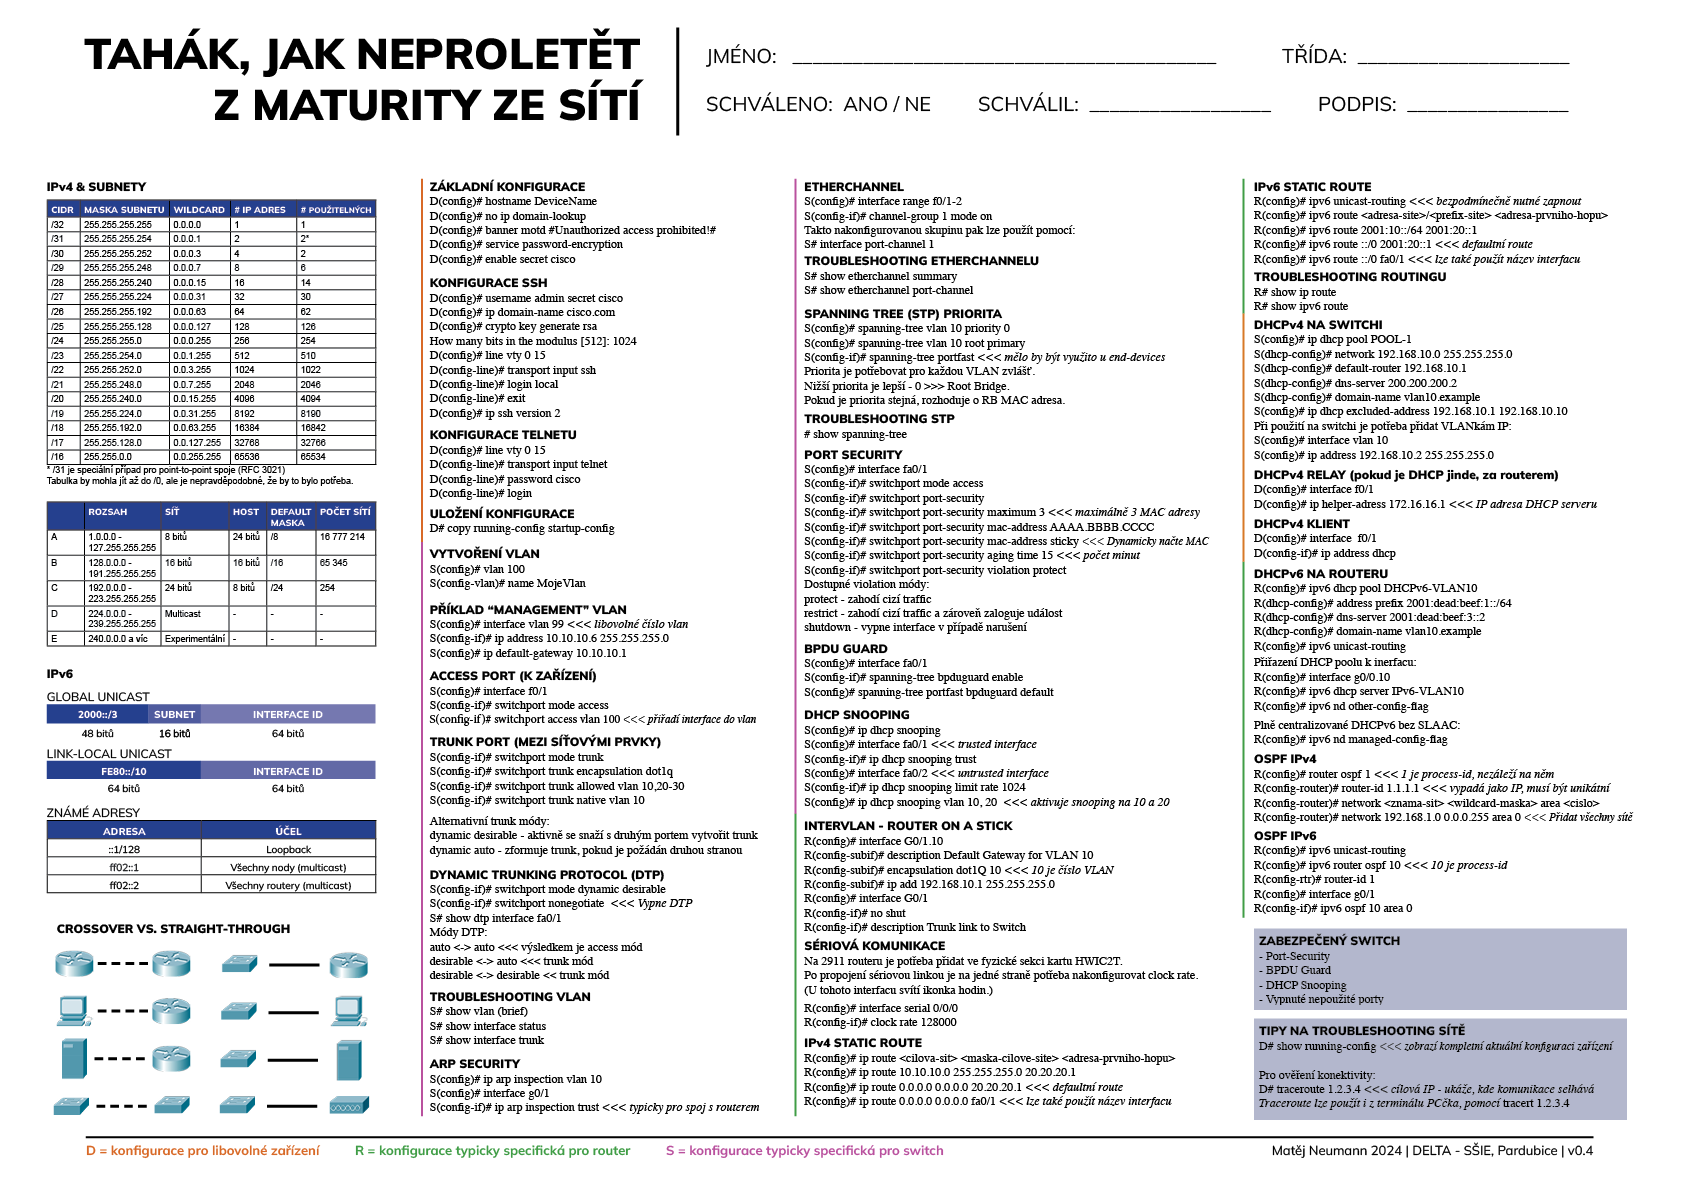 TAHÁK, JAK NEPROLETĚT
Z MATURITY ZE SÍTÍ
JMÉNO: ________________________________________ TŘÍDA: ____________________
SCHVÁLENO: ANO / NE SCHVÁLIL: _________________ PODPIS: _______________
IPv4 & SUBNETY
CIDR MASKA SUBNETU WILDCARD # IP ADRES # POUŽITELNÝCH
/32 255.255.255.255 0.0.0.0 1 1
/31 255.255.255.254 0.0.0.1 2 2*
/30 255.255.255.252 0.0.0.3 4 2
/29 255.255.255.248 0.0.0.7 8 6
/28 255.255.255.240 0.0.0.15 16 14
/27 255.255.255.224 0.0.0.31 32 30
/26 255.255.255.192 0.0.0.63 64 62
/25 255.255.255.128 0.0.0.127 128 126
/24 255.255.255.0 0.0.0.255 256 254
/23 255.255.254.0 0.0.1.255 512 510
/22 255.255.252.0 0.0.3.255 1024 1022
/21 255.255.248.0 0.0.7.255 2048 2046
/20 255.255.240.0 0.0.15.255 4096 4094
/19 255.255.224.0 0.0.31.255 8192 8190
/18 255.255.192.0 0.0.63.255 16384 16842
/17 255.255.128.0 0.0.127.255 32768 32766
/16 255.255.0.0 0.0.255.255 65536 65534
* /31 je speciální případ pro point-to-point spoje (RFC 3021)
Tabulka by mohla jít až do /0, ale je nepravděpodobné, že by to bylo potřeba.
ROZSAH SÍŤ HOST DEFAULT MASKA POČET SÍTÍ
A 1.0.0.0 - 127.255.255.255 8 bitů 24 bitů /8 16 777 214
B 128.0.0.0 - 191.255.255.255 16 bitů 16 bitů /16 65 345
C 192.0.0.0 - 223.255.255.255 24 bitů 8 bitů /24 254
D 224.0.0.0 - 239.255.255.255 Multicast - - -
E 240.0.0.0 a víc Experimentální - - -
IPv6
GLOBAL UNICAST
2000::/3 SUBNET INTERFACE ID
48 bitů 16 bitů 64 bitů
LINK-LOCAL UNICAST
FE80::/10 INTERFACE ID
64 bitů 64 bitů
ZNÁMÉ ADRESY
ADRESA ÚČEL
::1/128 Loopback
ff02::1 Všechny nody (multicast)
ff02::2 Všechny routery (multicast)
CROSSOVER VS. STRAIGHT-THROUGH
ZÁKLADNÍ KONFIGURACE
D(config)# hostname DeviceName
D(config)# no ip domain-lookup
D(config)# banner motd #Unauthorized access prohibited!#
D(config)# service password-encryption
D(config)# enable secret cisco
KONFIGURACE SSH
D(config)# username admin secret cisco
D(config)# ip domain-name cisco.com
D(config)# crypto key generate rsa
How many bits in the modulus [512]: 1024
D(config)# line vty 0 15
D(config-line)# transport input ssh
D(config-line)# login local
D(config-line)# exit
D(config)# ip ssh version 2
KONFIGURACE TELNETU
D(config)# line vty 0 15
D(config-line)# transport input telnet
D(config-line)# password cisco
D(config-line)# login
ULOŽENÍ KONFIGURACE
D# copy running-config startup-config
VYTVOŘENÍ VLAN
S(config)# vlan 100
S(config-vlan)# name MojeVlan
PŘÍKLAD “MANAGEMENT” VLAN
S(config)# interface vlan 99 <<< libovolné číslo vlan
S(config-if)# ip address 10.10.10.6 255.255.255.0
S(config-if)# ip default-gateway 10.10.10.1
ACCESS PORT (K ZAŘÍZENÍ)
S(config)# interface f0/1
S(config-if)# switchport mode access
S(config-if)# switchport access vlan 100 <<< přiřadí interface do vlan
TRUNK PORT (MEZI SÍŤOVÝMI PRVKY)
S(config-if)# switchport mode trunk
S(config-if)# switchport trunk encapsulation dot1q
S(config-if)# switchport trunk allowed vlan 10,20-30
S(config-if)# switchport trunk native vlan 10
Alternativní trunk módy:
dynamic desirable - aktivně se snaží s druhým portem vytvořit trunk
dynamic auto - zformuje trunk, pokud je požádán druhou stranou
DYNAMIC TRUNKING PROTOCOL (DTP)
S(config-if)# switchport mode dynamic desirable
S(config-if)# switchport nonegotiate <<< Vypne DTP
S# show dtp interface fa0/1
Módy DTP:
auto <-> auto <<< výsledkem je access mód
desirable <-> auto <<< trunk mód
desirable <-> desirable << trunk mód
TROUBLESHOOTING VLAN
S# show vlan (brief)
S# show interface status
S# show interface trunk
ARP SECURITY
S(config)# ip arp inspection vlan 10
S(config)# interface g0/1
S(config-if)# ip arp inspection trust <<< typicky pro spoj s routerem
ETHERCHANNEL
S(config)# interface range f0/1-2
S(config-if)# channel-group 1 mode on
Takto nakonfigurovanou skupinu pak lze použít pomocí:
S# interface port-channel 1
TROUBLESHOOTING ETHERCHANNELU
S# show etherchannel summary
S# show etherchannel port-channel
SPANNING TREE (STP) PRIORITA
S(config)# spanning-tree vlan 10 priority 0
S(config)# spanning-tree vlan 10 root primary
S(config-if)# spanning-tree portfast <<< mělo by být využito u end-devices
Priorita je potřebovat pro každou VLAN zvlášť.
Nižší priorita je lepší - 0 >>> Root Bridge.
Pokud je priorita stejná, rozhoduje o RB MAC adresa.
TROUBLESHOOTING STP
# show spanning-tree
PORT SECURITY
S(config)# interface fa0/1
S(config-if)# switchport mode access
S(config-if)# switchport port-security
S(config-if)# switchport port-security maximum 3 <<< maximálně 3 MAC adresy
S(config-if)# switchport port-security mac-address AAAA.BBBB.CCCC
S(config-if)# switchport port-security mac-address sticky <<< Dynamicky načte MAC
S(config-if)# switchport port-security aging time 15 <<< počet minut
S(config-if)# switchport port-security violation protect
Dostupné violation módy:
protect - zahodí cizí traffic
restrict - zahodí cizí traffic a zároveň zaloguje událost
shutdown - vypne interface v případě narušení
BPDU GUARD
S(config)# interface fa0/1
S(config-if)# spanning-tree bpduguard enable
S(config)# spanning-tree portfast bpduguard default
DHCP SNOOPING
S(config)# ip dhcp snooping
S(config)# interface fa0/1 <<< trusted interface
S(config-if)# ip dhcp snooping trust
S(config)# interface fa0/2 <<< untrusted interface
S(config-if)# ip dhcp snooping limit rate 1024
S(config)# ip dhcp snooping vlan 10, 20 <<< aktivuje snooping na 10 a 20
INTERVLAN - ROUTER ON A STICK
R(config)# interface G0/1.10
R(config-subif)# description Default Gateway for VLAN 10
R(config-subif)# encapsulation dot1Q 10 <<< 10 je číslo VLAN
R(config-subif)# ip add 192.168.10.1 255.255.255.0
R(config)# interface G0/1
R(config-if)# no shut
R(config-if)# description Trunk link to Switch
SÉRIOVÁ KOMUNIKACE
Na 2911 routeru je potřeba přidat ve fyzické sekci kartu HWIC2T.
Po propojení sériovou linkou je na jedné straně potřeba nakonfigurovat clock rate.
(U tohoto interfacu svítí ikonka hodin.)
R(config)# interface serial 0/0/0
R(config-if)# clock rate 128000
IPv4 STATIC ROUTE
R(config)# ip route <cilova-sit> <maska-cilove-site> <adresa-prvniho-hopu>
R(config)# ip route 10.10.10.0 255.255.255.0 20.20.20.1
R(config)# ip route 0.0.0.0 0.0.0.0 20.20.20.1 <<< defaultní route
R(config)# ip route 0.0.0.0 0.0.0.0 fa0/1 <<< lze také použít název interfacu
IPv6 STATIC ROUTE
R(config)# ipv6 unicast-routing <<< bezpodmínečně nutné zapnout
R(config)# ipv6 route <adresa-site>/<prefix-site> <adresa-prvniho-hopu>
R(config)# ipv6 route 2001:10::/64 2001:20::1
R(config)# ipv6 route ::/0 2001:20::1 <<< defaultní route
R(config)# ipv6 route ::/0 fa0/1 <<< lze také použít název interfacu
TROUBLESHOOTING ROUTINGU
R# show ip route
R# show ipv6 route
DHCPv4 NA SWITCHI
S(config)# ip dhcp pool POOL-1
S(dhcp-config)# network 192.168.10.0 255.255.255.0
S(dhcp-config)# default-router 192.168.10.1
S(dhcp-config)# dns-server 200.200.200.2
S(dhcp-config)# domain-name vlan10.example
S(config)# ip dhcp excluded-address 192.168.10.1 192.168.10.10
Při použití na switchi je potřeba přidat VLANkám IP:
S(config)# interface vlan 10
S(config)# ip address 192.168.10.2 255.255.255.0
DHCPv4 RELAY (pokud je DHCP jinde, za routerem)
D(config)# interface f0/1
D(config)# ip helper-adress 172.16.16.1 <<< IP adresa DHCP serveru
DHCPv4 KLIENT
D(config)# interface f0/1
D(config-if)# ip address dhcp
DHCPv6 NA ROUTERU
R(config)# ipv6 dhcp pool DHCPv6-VLAN10
R(dhcp-config)# address prefix 2001:dead:beef:1::/64
R(dhcp-config)# dns-server 2001:dead:beef:3::2
R(dhcp-config)# domain-name vlan10.example
R(config)# ipv6 unicast-routing
Přiřazení DHCP poolu k inerfacu:
R(config)# interface g0/0.10
R(config)# ipv6 dhcp server IPv6-VLAN10
R(config)# ipv6 nd other-config-flag
Plně centralizované DHCPv6 bez SLAAC:
R(config)# ipv6 nd managed-config-flag
OSPF IPv4
R(config)# router ospf 1 <<< 1 je process-id, nezáleží na něm
R(config-router)# router-id 1.1.1.1 <<< vypadá jako IP, musí být unikátní
R(config-router)# network <znama-sit> <wildcard-maska> area <cislo>
R(config-router)# network 192.168.1.0 0.0.0.255 area 0 <<< Přidat všechny sítě
OSPF IPv6
R(config)# ipv6 unicast-routing
R(config)# ipv6 router ospf 10 <<< 10 je process-id
R(config-rtr)# router-id 1
R(config)# interface g0/1
R(config-if)# ipv6 ospf 10 area 0
ZABEZPEČENÝ SWITCH
- Port-Security
- BPDU Guard
- DHCP Snooping
- Vypnuté nepoužité porty
TIPY NA TROUBLESHOOTING SÍTĚ
D# show running-config <<< zobrazí kompletní aktuální konfiguraci zařízení
Pro ověření konektivity:
D# traceroute 1.2.3.4 <<< cílová IP - ukáže, kde komunikace selhává
Traceroute lze použít i z terminálu PCčka, pomocí tracert 1.2.3.4
D = konfigurace pro libovolné zařízení R = konfigurace typicky specifická pro router S = konfigurace typicky specifická pro switch
Matěj Neumann 2024 | DELTA - SŠIE, Pardubice | v0.4